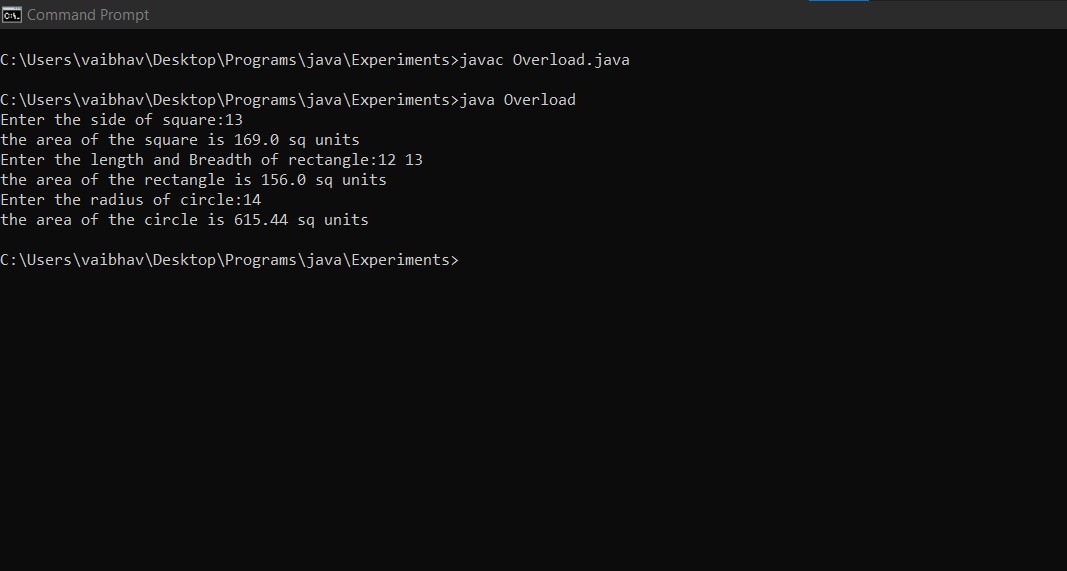 Command Prompt
C:\Users\vaibhav\Desktop\Programs\java\Experiments>javac Overload.java
C:\Users\vaibhav\Desktop\Programs\java\Experiments>java Overload
Enter the side of square:13
the area of the square is 169.0 sq units
Enter the length and Breadth of rectangle:12 13
the area of the rectangle is 156.0 sq units
Enter the radius of circle:14
the area of the circle is 615.44 sq units
C:\Users\vaibhav\Desktop\Programs\java\Experiments>